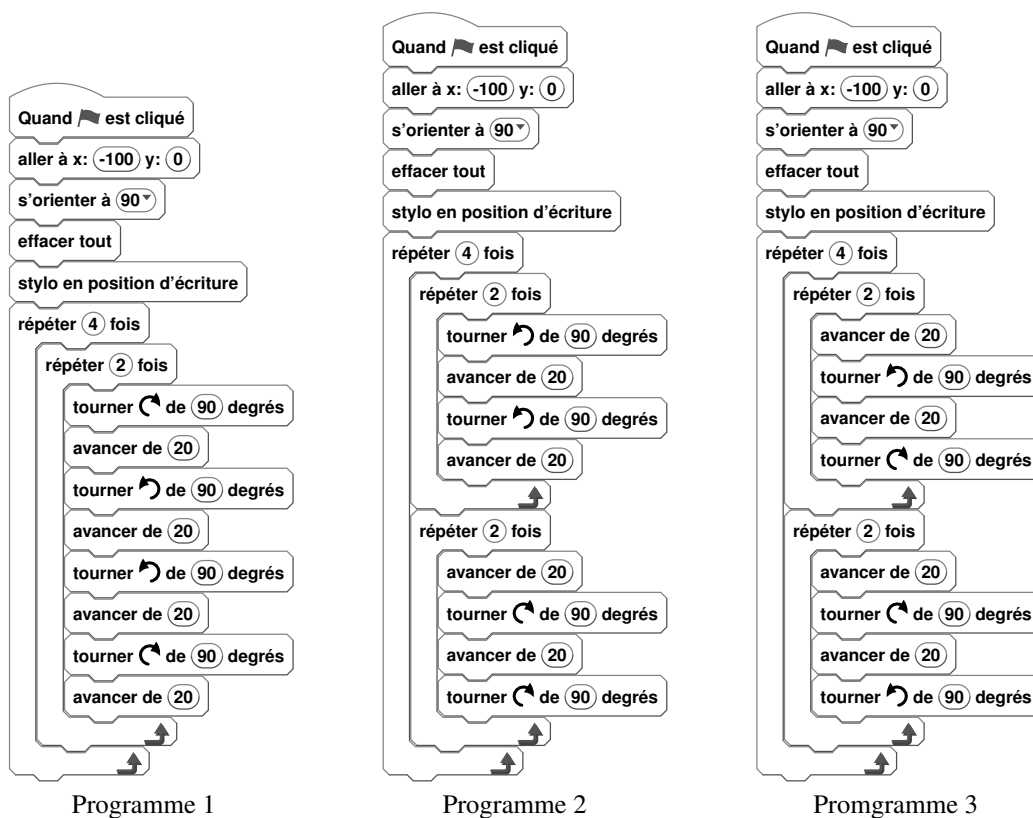 Quand est cliqué
aller à x: -100 y: 0
s'orienter à 90
effacer tout
stylo en position d'écriture
répéter 4 fois
répéter 2 fois
tourner de 90 degrés
avancer de 20
tourner de 90 degrés
avancer de 20
tourner de 90 degrés
avancer de 20
tourner de 90 degrés
avancer de 20
Programme 1
Quand est cliqué
aller à x: -100 y: 0
s'orienter à 90
effacer tout
stylo en position d'écriture
répéter 4 fois
répéter 2 fois
tourner de 90 degrés
avancer de 20
tourner de 90 degrés
avancer de 20
répéter 2 fois
avancer de 20
tourner de 90 degrés
avancer de 20
tourner de 90 degrés
Programme 2
Quand est cliqué
aller à x: -100 y: 0
s'orienter à 90
effacer tout
stylo en position d'écriture
répéter 4 fois
répéter 2 fois
avancer de 20
tourner de 90 degrés
avancer de 20
tourner de 90 degrés
répéter 2 fois
avancer de 20
tourner de 90 degrés
avancer de 20
tourner de 90 degrés
Promgramme 3